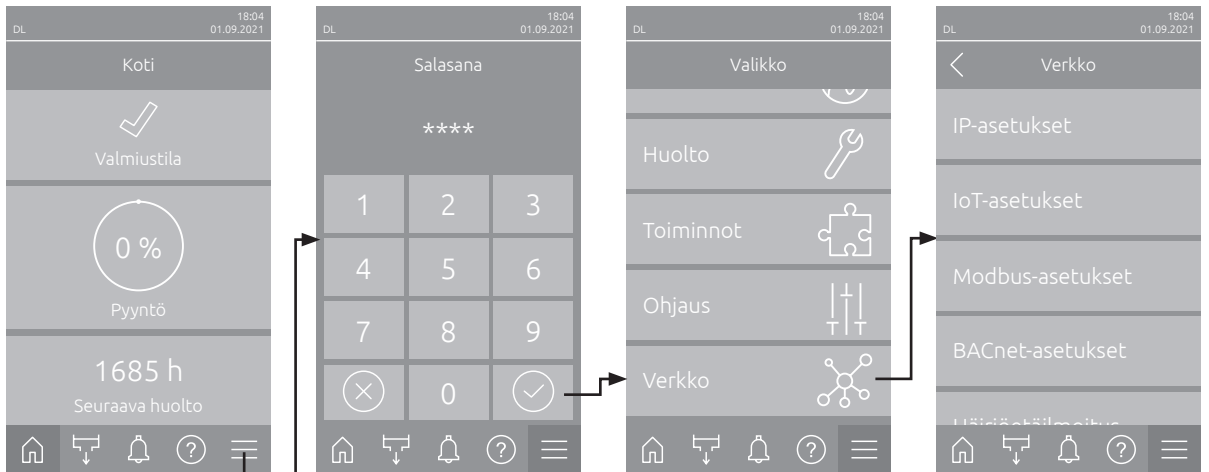 18:04
DL 01.09.2021
Koti
Valmiustila
0 %
Pyyntö
1685 h
Seuraava huolto
?
18:04
DL 01.09.2021
Salasana
****
1 2 3
4 5 6
7 8 9
0
?
18:04
DL 01.09.2021
Valikko
Huolto
Toiminnot
Ohjaus
Verkko
?
18:04
DL 01.09.2021
Verkko
IP-asetukset
IoT-asetukset
Modbus-asetukset
BACnet-asetukset
Häiriöntäilmoitus
?